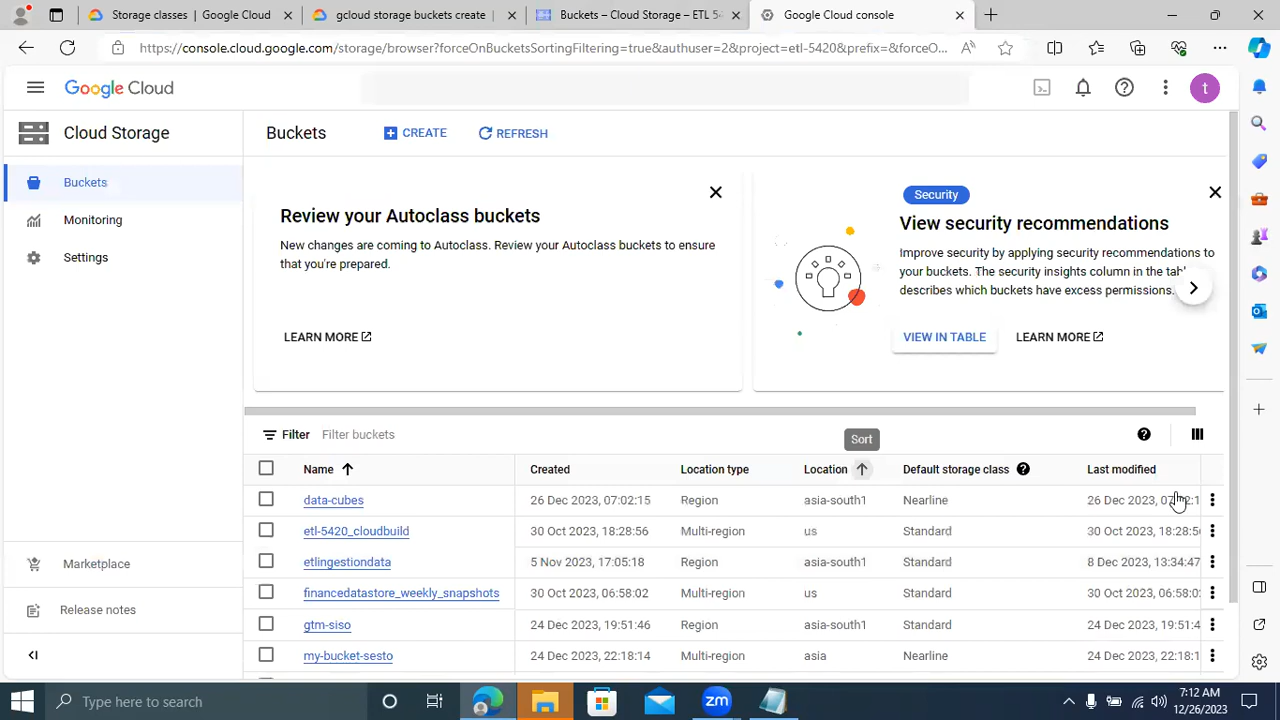 Storage classes | Google Cloud
gcloud storage buckets create
Buckets – Cloud Storage – ETL 54
Google Cloud console
https://console.cloud.google.com/storage/browser?forceOnBucketsSortingFiltering=true&authuser=2&project=etl-5420&prefix=&forceO...
Google Cloud
t
Cloud Storage
Buckets
CREATE
REFRESH
Buckets
Monitoring
Settings
Marketplace
Release notes
Review your Autoclass buckets
New changes are coming to Autoclass. Review your Autoclass buckets to ensure
that you're prepared.
LEARN MORE
Security
View security recommendations
Improve security by applying security recommendations to
your buckets. The security insights column in the
describes which buckets have excess permissions.
VIEW IN TABLE LEARN MORE
Filter Filter buckets
Sort
Name Created Location type Location Default storage class Last modified
data-cubes 26 Dec 2023, 07:02:15 Region asia-south1 Nearline 26 Dec 2023,
etl-5420_cloudbuild 30 Oct 2023, 18:28:56 Multi-region us Standard 30 Oct 2023, 18:28:56
etlingestiondata 5 Nov 2023, 17:05:18 Region asia-south1 Standard 8 Dec 2023, 13:34:47
financedatastore_weekly_snapshots 30 Oct 2023, 06:58:02 Multi-region us Standard 30 Oct 2023, 06:58:0
gtm-siso 24 Dec 2023, 19:51:46 Region asia-south1 Standard 24 Dec 2023, 19:51:4
my-bucket-sesto 24 Dec 2023, 22:18:14 Multi-region asia Nearline 24 Dec 2023, 22:18:1
Type here to search
zm
7:12 AM
12/26/2023